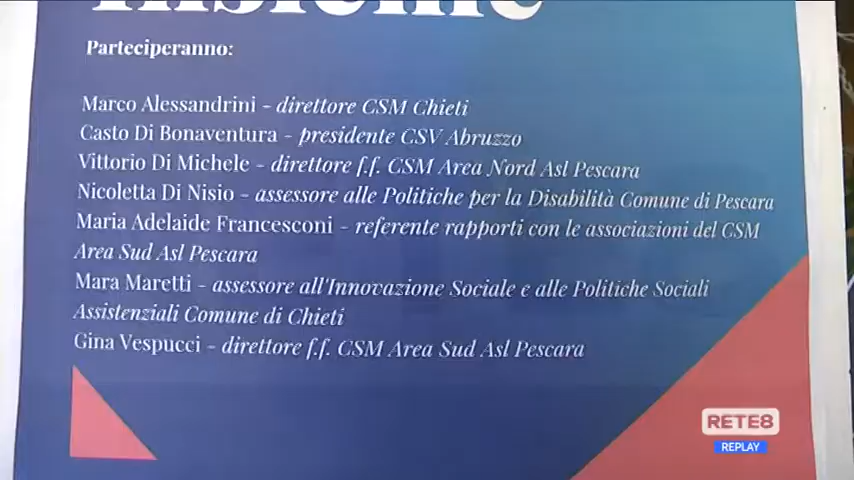 Insieme
Parteciperanno:
Marco Alessandrini - direttore CSM Chieti
Casto Di Bonaventura - presidente CSV Abruzzo
Vittorio Di Michele - direttore f.f. CSM Area Nord Asl Pescara
Nicoletta Di Nisio - assessore alle Politiche per la Disabilità Comune di Pescara
Maria Adelaide Francesconi - referente rapporti con le associazioni del CSM
Area Sud Asl Pescara
Mara Maretti - assessore all'Innovazione Sociale e alle Politiche Sociali
Assistenziali Comune di Chieti
Gina Vespucci - direttore f.f. CSM Area Sud Asl Pescara
RETE8
REPLAY